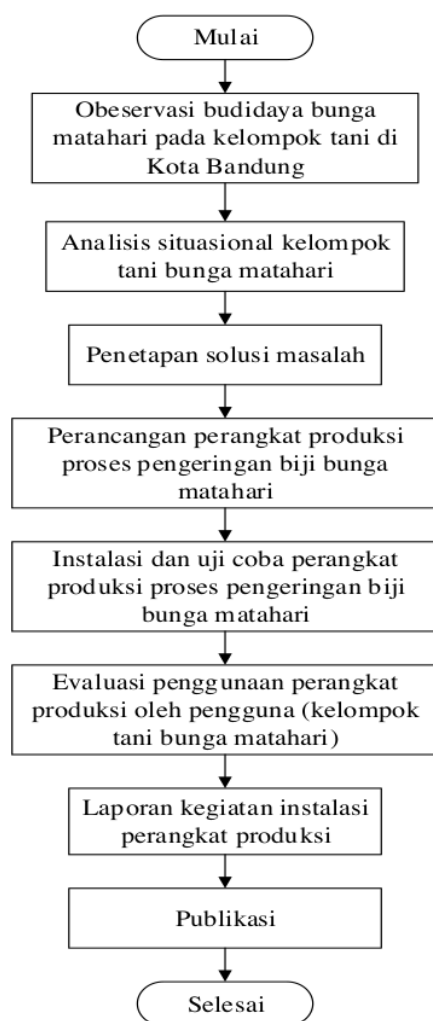 Mulai
Obeservasi budidaya bunga
matahari pada kelompok tani di
Kota Bandung
Analisis situasional kelompok
tani bunga matahari
Penetapan solusi masalah
Perancangan perangkat produksi
proses pengeringan biji bunga
matahari
Instalasi dan uji coba perangkat
produksi proses pengeringan biji
bunga matahari
Evaluasi penggunaan perangkat
produksi oleh pengguna (kelompok
tani bunga matahari)
Laporan kegiatan instalasi
perangkat produksi
Publikasi
Selesai